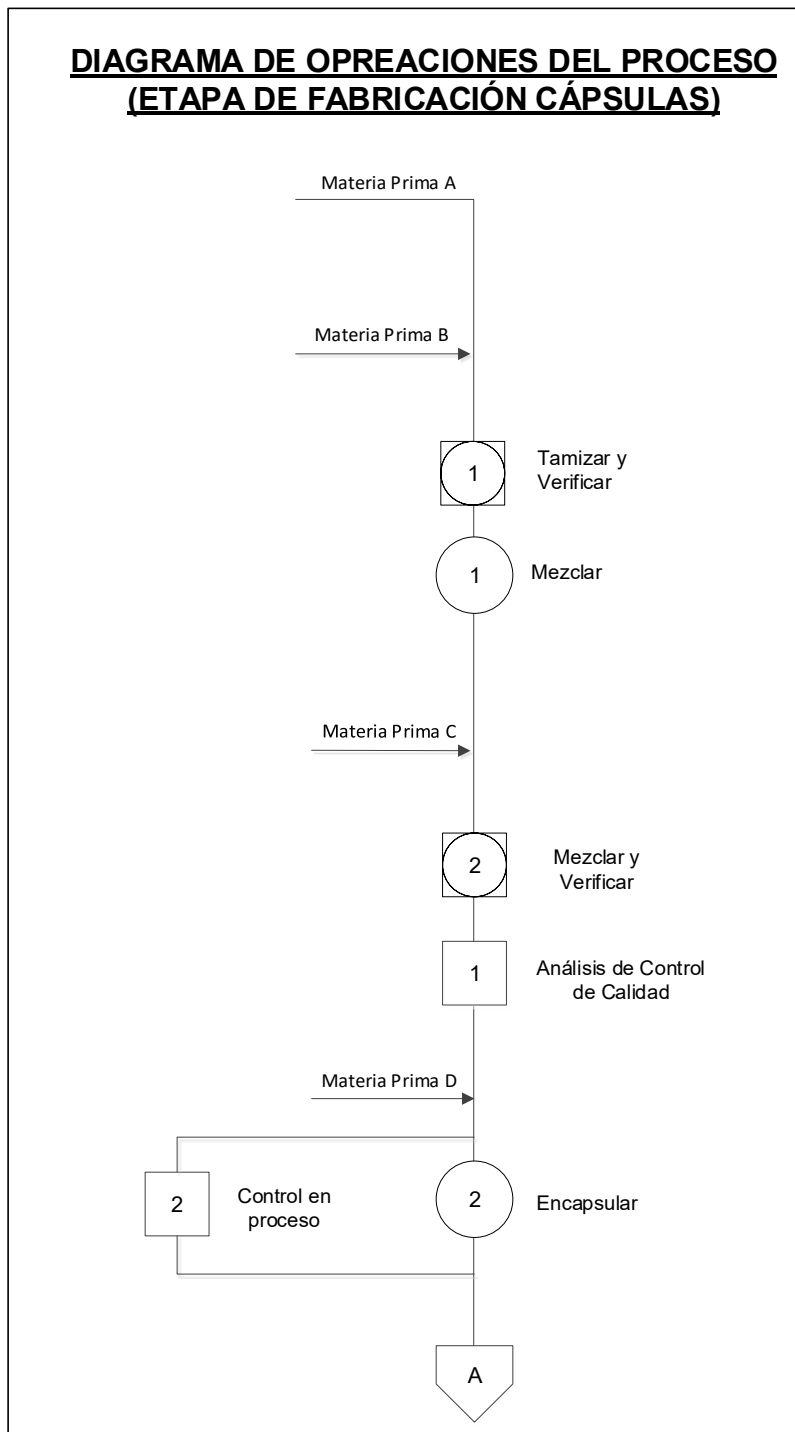 DIAGRAMA DE OPREACIONES DEL PROCESO
(ETAPA DE FABRICACIÓN CÁPSULAS)
Materia Prima A
Materia Prima B
1
Tamizar y
Verificar
1
Mezclar
Materia Prima C
2
Mezclar y
Verificar
1
Análisis de Control
de Calidad
Materia Prima D
2
Control en
proceso
2
Encapsular
A